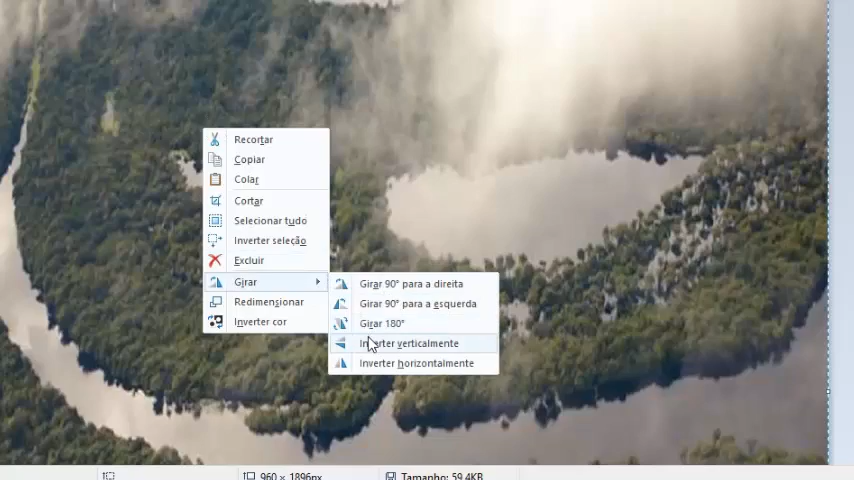 Recortar
Copiar
Colar
Cortar
Selecionar tudo
Inverter seleção
Excluir
Girar
Redimensionar
Inverter cor
Girar 90° para a direita
Girar 90° para a esquerda
Girar 180°
Inverter verticalmente
Inverter horizontalmente
960 × 1896px
Tamanho: 59,4KB